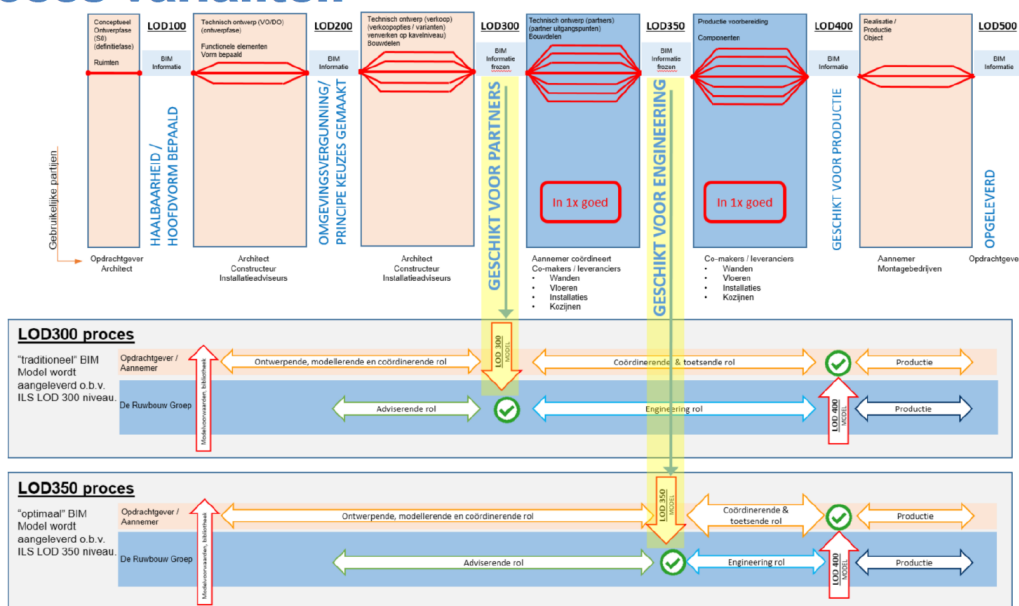 Conceptueel
Ontwerpfase
(S0)
(definitiefase)
Ruimten
LOD100
BIM
Informatie
Technisch ontwerp (VO/DO)
(ontwerpfase)
Functionele elementen
Vorm bepaald
LOD200
BIM
Informatie
Technisch ontwerp (verkoop)
(verkoopopties / varianten)
verwerken op kavelniveau)
Bouwdelen
LOD300
BIM
Informatie
frozen
Technisch ontwerp (partners)
(partner uitgangspunten)
Bouwdelen
LOD350
BIM
Informatie
frozen
Productie voorbereiding
Componenten
LOD400
BIM
Informatie
Realisatie /
Productie
Object
LOD500
BIM
Informatie
Gebruikelijke partijen
HAALBAARHEID /
HOOFDVORM BEPAALD
OMGEVINGSVERGUNNING/
PRINCIPE KEUZES GEMAAKT
GESCHIKT VOOR PARTNERS
In 1x goed
GESCHIKT VOOR ENGINEERING
In 1x goed
GESCHIKT VOOR PRODUCTIE
OPGELEVERD
Opdrachtgever
Architect
Architect
Constructeur
Installatieadviseurs
Architect
Constructeur
Installatieadviseurs
Aannemer coördineert
Co-makers / leveranciers
• Wanden
• Vloeren
• Installaties
• Kozijnen
Co-makers / leveranciers
• Wanden
• Vloeren
• Installaties
• Kozijnen
Aannemer
Montagebedrijven
Opdrachtgeve
LOD300 proces
"traditioneel" BIM
Model wordt
aangeleverd o.b.v.
ILS LOD 300 niveau.
Opdrachtgever /
Aannemer
De Ruwbouw Groep
Modelvoorwaarden, bibliotheek
Ontwerpende, modellerende en coördinerende rol
LOD 300
MODEL
Coördinerende & toetsende rol
Productie
Adviserende rol
Engineering rol
LOD 400
MODEL
Productie
LOD350 proces
"optimaal" BIM
Model wordt
aangeleverd o.b.v.
ILS LOD 350 niveau.
Opdrachtgever /
Aannemer
De Ruwbouw Groep
Modelvoorwaarden, bibliotheek
Ontwerpende, modellerende en coördinerende rol
LOD 350
MODEL
Coördinerende &
toetsende rol
Productie
Adviserende rol
Engineering rol
LOD 400
MODEL
Productie